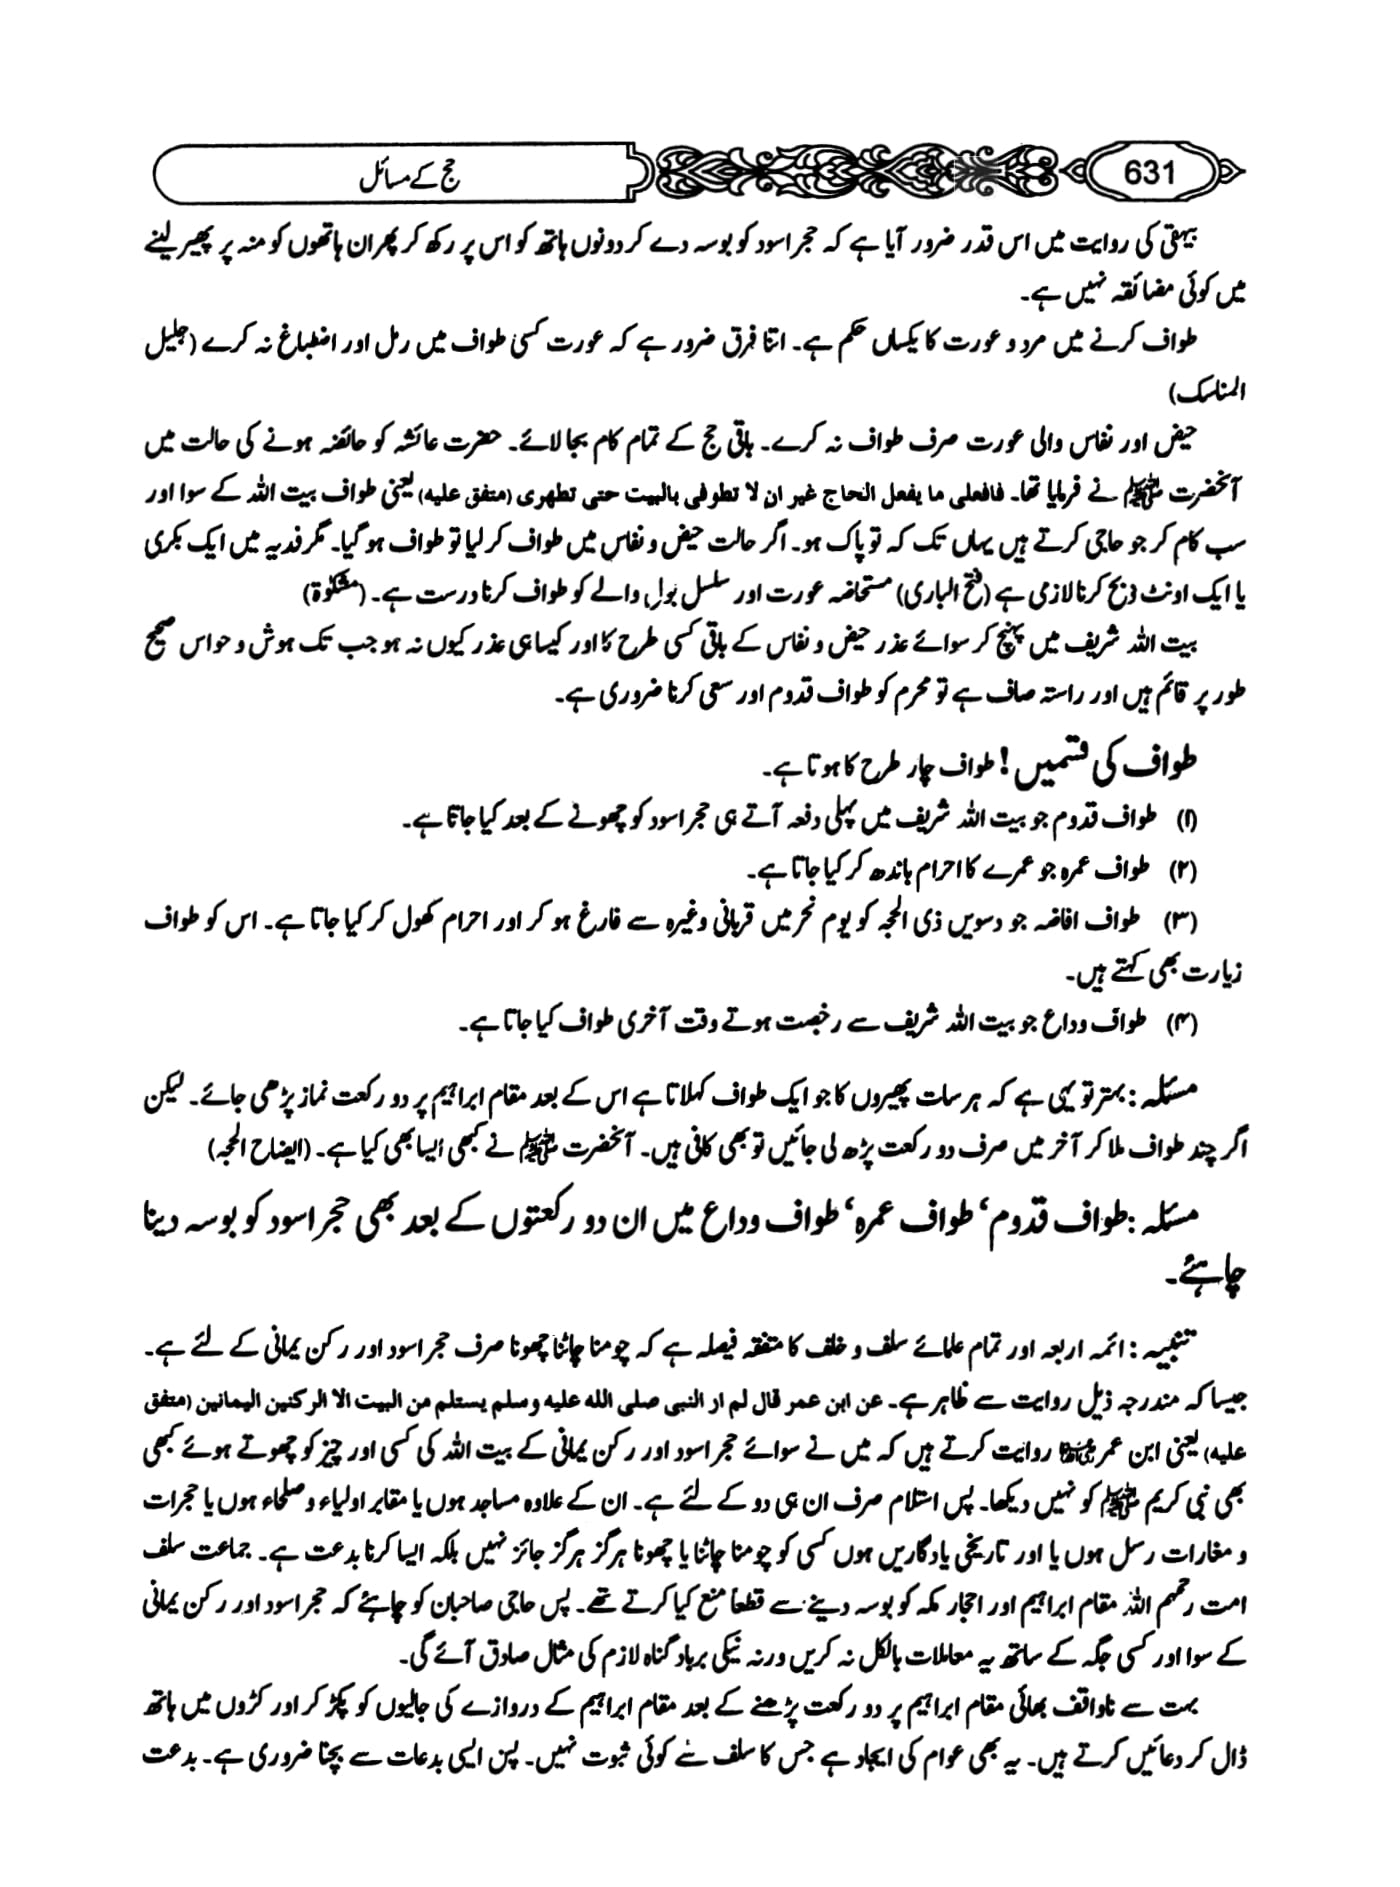 631
حج کے مسائل
بیہقی کی روایت میں اس قدر ضرور آیا ہے کہ حجر اسود کو بوسہ دے کر دونوں ہاتھ کو اس پر رکھ کر پھر ان ہاتھوں کو منہ پر پھیر لینے
میں کوئی مضائقہ نہیں ہے۔
طواف کرنے میں مرد و عورت کا یکساں حکم ہے۔ اتنا فرق ضرور ہے کہ عورت کسی طواف میں رمل اور اضطباغ نہ کرے (جلیل
المناسک)
حیض اور نفاس والی عورت صرف طواف نہ کرے۔ باقی حج کے تمام کام بجا لائے۔ حضرت عائشہ کو حائضہ ہونے کی حالت میں
آنحضرت ﷺ نے فرمایا تھا۔ فافعلی ما یفعل الحاج غیر ان لا تطوفی بالبیت حتی تطھری (متفق علیہ) یعنی طواف بیت اللہ کے سوا اور
سب کام کر جو حاجی کرتے ہیں یہاں تک کہ تو پاک ہو۔ اگر حالت حیض و نفاس میں طواف کر لیا تو طواف ہو گیا۔ مگر فدیہ میں ایک بکری
یا ایک اونٹ ذبح کرنا لازمی ہے (فتح الباری) مستحاضہ عورت اور سلسل بول والے کو طواف کرنا درست ہے۔ (مشکوٰۃ)
بیت اللہ شریف میں پہنچ کر سوائے عذر حیض و نفاس کے باقی کسی طرح کا اور کیسا ہی عذر کیوں نہ ہو جب تک ہوش و حواس صحیح
طور پر قائم ہیں اور راستہ صاف ہے تو محرم کو طواف قدوم اور سعی کرنا ضروری ہے۔
طواف کی قسمیں! طواف چار طرح کا ہوتا ہے۔
(۱) طواف قدوم جو بیت اللہ شریف میں پہلی دفعہ آتے ہی حجر اسود کو چھونے کے بعد کیا جاتا ہے۔
(۲) طواف عمرہ جو عمرے کا احرام باندھ کر کیا جاتا ہے۔
(۳) طواف افاضہ جو دسویں ذی الحجہ کو یوم نحر میں قربانی وغیرہ سے فارغ ہو کر اور احرام کھول کر کیا جاتا ہے۔ اس کو طواف
زیارت بھی کہتے ہیں۔
(۴) طواف وداع جو بیت اللہ شریف سے رخصت ہوتے وقت آخری طواف کیا جاتا ہے۔
مسئلہ : بہتر تو یہی ہے کہ ہر سات پھیروں کا جو ایک طواف کہلاتا ہے اس کے بعد مقام ابراہیم پر دو رکعت نماز پڑھی جائے۔ لیکن
اگر چند طواف ملا کر آخر میں صرف دو رکعت پڑھ لی جائیں تو بھی کافی ہیں۔ آنحضرت ﷺ نے کبھی ایسا بھی کیا ہے۔ (ایضاح الحجہ)
مسئلہ : طواف قدوم‘ طواف عمرہ‘ طواف وداع میں ان دو رکعتوں کے بعد بھی حجر اسود کو بوسہ دینا
چاہئے۔
تنبیہ : ائمہ اربعہ اور تمام علمائے سلف و خلف کا متفقہ فیصلہ ہے کہ چومنا چاٹنا چھونا صرف حجر اسود اور رکن یمانی کے لئے ہے۔
جیسا کہ مندرجہ ذیل روایت سے ظاہر ہے۔ عن ابن عمر قال لم ار النبی صلی اللہ علیہ وسلم یستلم من البیت الا الرکنین الیمانین (متفق
علیہ) یعنی ابن عمر رضی اللہ عنہما روایت کرتے ہیں کہ میں نے سوائے حجر اسود اور رکن یمانی کے بیت اللہ کی کسی اور چیز کو چھوتے ہوئے کبھی
بھی نبی کریم ﷺ کو نہیں دیکھا۔ پس استلام صرف ان ہی دو کے لئے ہے۔ ان کے علاوہ مساجد ہوں یا مقابر اولیاء و صلحاء ہوں یا حجرات
و مغارات رسل ہوں یا اور تاریخی یادگاریں ہوں کسی کو چومنا چاٹنا یا چھونا ہرگز ہرگز جائز نہیں بلکہ ایسا کرنا بدعت ہے۔ جماعت سلف
امت رحمہم اللہ مقام ابراہیم اور احجار مکہ کو بوسہ دینے سے قطعاً منع کیا کرتے تھے۔ پس حاجی صاحبان کو چاہئے کہ حجر اسود اور رکن یمانی
کے سوا اور کسی جگہ کے ساتھ یہ معاملات بالکل نہ کریں ورنہ نیکی برباد گناہ لازم کی مثال صادق آئے گی۔
بہت سے ناواقف بھائی مقام ابراہیم پر دو رکعت پڑھنے کے بعد مقام ابراہیم کے دروازے کی جالیوں کو پکڑ کر اور کڑوں میں ہاتھ
ڈال کر دعائیں کرتے ہیں۔ یہ بھی عوام کی ایجاد ہے جس کا سلف سے کوئی ثبوت نہیں۔ پس ایسی بدعات سے بچنا ضروری ہے۔ بدعت